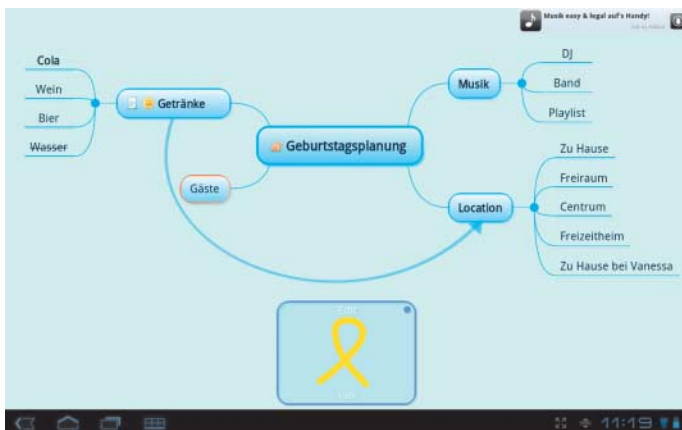 Musik easy & legal auf's Handy!
Cola
Wein
Bier
Wasser
Getränke
Geburtstagsplanung
Gäste
Musik
DJ
Band
Playlist
Location
Zu Hause
Freiraum
Centrum
Freizeitheim
Zu Hause bei Vanessa
Edit
11:19